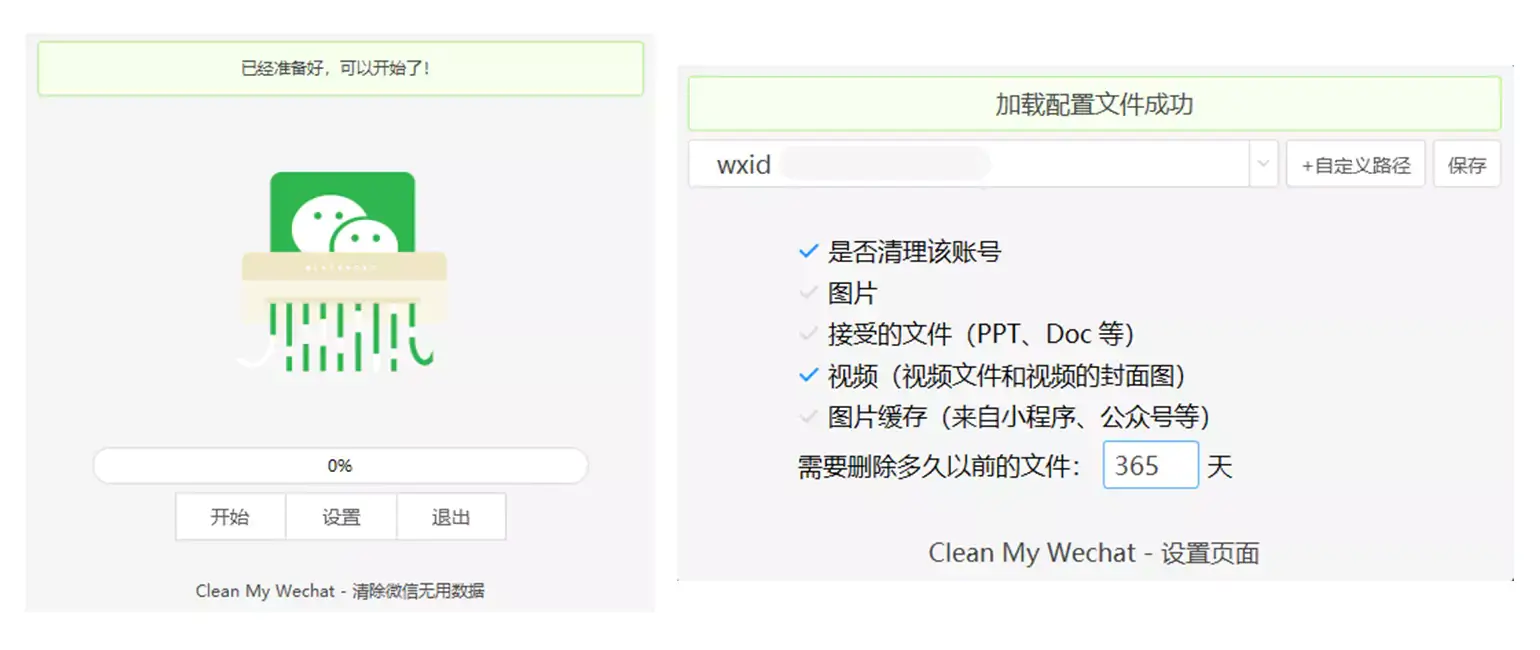 已经准备好，可以开始了！
0%
开始 设置 退出
Clean My Wechat - 清除微信无用数据
加载配置文件成功
wxid +自定义路径 保存
是否清理该账号
图片
接受的文件（PPT、Doc 等）
视频（视频文件和视频的封面图）
图片缓存（来自小程序、公众号等）
需要删除多久以前的文件： 365 天
Clean My Wechat - 设置页面